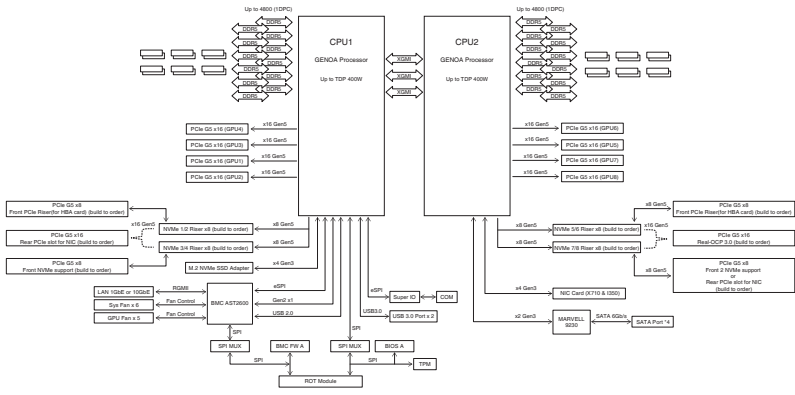 Up to 4800 (1DPC)
DDR5
DDR5
DDR5
DDR5
DDR5
DDR5
DDR5
DDR5
DDR5
DDR5
DDR5
DDR5
CPU1
GENOA Processor
Up to TDP 400W
XGMI
XGMI
XGMI
CPU2
GENOA Processor
Up to TDP 400W
Up to 4800 (1DPC)
DDR5
DDR5
DDR5
DDR5
DDR5
DDR5
DDR5
DDR5
DDR5
DDR5
DDR5
DDR5
PCIe G5 x16 (GPU4)
x16 Gen5
PCIe G5 x16 (GPU3)
x16 Gen5
PCIe G5 x16 (GPU1)
x16 Gen5
PCIe G5 x16 (GPU2)
x16 Gen5
x16 Gen5
PCIe G5 x16 (GPU6)
x16 Gen5
PCIe G5 x16 (GPU5)
x16 Gen5
PCIe G5 x16 (GPU7)
x16 Gen5
PCIe G5 x16 (GPU8)
PCIe G5 x8
Front PCIe Riser(for HBA card) (build to order)
x16 Gen5
PCIe G5 x16
Rear PCIe slot for NIC (build to order)
PCIe G5 x8
Front NVMe support (build to order)
NVMe 1/2 Riser x8 (build to order)
x8 Gen5
NVMe 3/4 Riser x8 (build to order)
x8 Gen5
M.2 NVMe SSD Adapter
x4 Gen3
x8 Gen5
NVMe 5/6 Riser x8 (build to order)
x8 Gen5
NVMe 7/8 Riser x8 (build to order)
x8 Gen5
PCIe G5 x8
Front PCIe Riser(for HBA card) (build to order)
x16 Gen5
PCIe G5 x16
Real-OCP 3.0 (build to order)
x8 Gen5
PCIe G5 x8
Front 2 NVMe support
or
Rear PCIe slot for NIC
(build to order)
LAN 1GbE or 10GbE
RGMII
Sys Fan x 6
Fan Control
GPU Fan x 5
Fan Control
BMC AST2600
eSPI
Gen2 x1
USB 2.0
eSPI
Super IO
COM
USB3.0
USB 3.0 Port x 2
x4 Gen3
NIC Card (X710 & I350)
x2 Gen3
MARVELL
9230
SATA 6Gb/s
SATA Port *4
SPI
SPI
SPI MUX
BMC FW A
SPI MUX
BIOS A
SPI
SPI
TPM
ROT Module